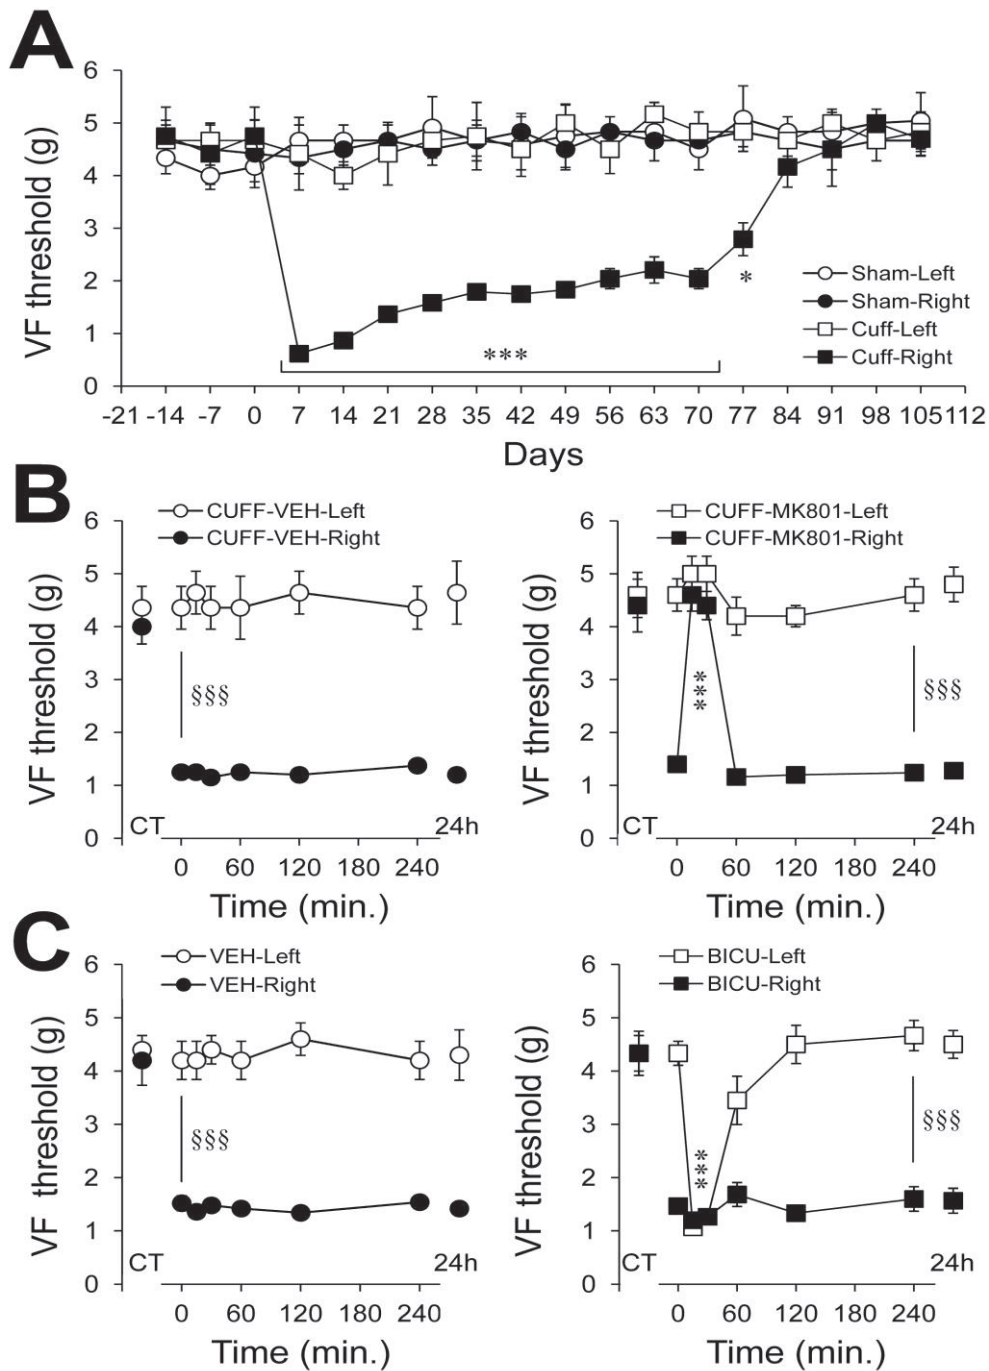 A
VF threshold (g)
6
5
4
3
2
1
0
Sham-Left
Sham-Right
Cuff-Left
Cuff-Right
*
***
-21 -14 -7 0 7 14 21 28 35 42 49 56 63 70 77 84 91 98 105 112
Days
B
CUFF-VEH-Left
CUFF-VEH-Right
VF threshold (g)
6
5
4
3
2
1
0
§§§
CT
24h
0 60 120 180 240
Time (min.)
CUFF-MK801-Left
CUFF-MK801-Right
VF threshold (g)
6
5
4
3
2
1
0
***
§§§
CT
24h
0 60 120 180 240
Time (min.)
C
VEH-Left
VEH-Right
VF threshold (g)
6
5
4
3
2
1
0
§§§
CT
24h
0 60 120 180 240
Time (min.)
BICU-Left
BICU-Right
VF threshold (g)
6
5
4
3
2
1
0
***
§§§
CT
24h
0 60 120 180 240
Time (min.)